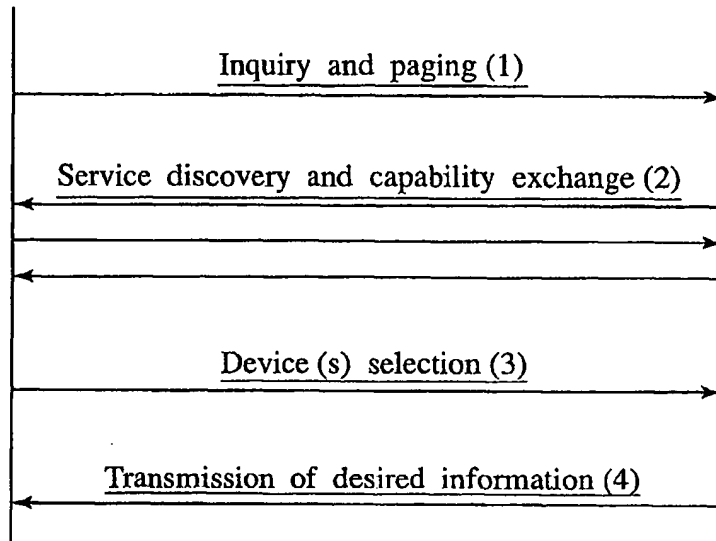 Inquiry and paging (1)
Service discovery and capability exchange (2)
Device (s) selection (3)
Transmission of desired information (4)